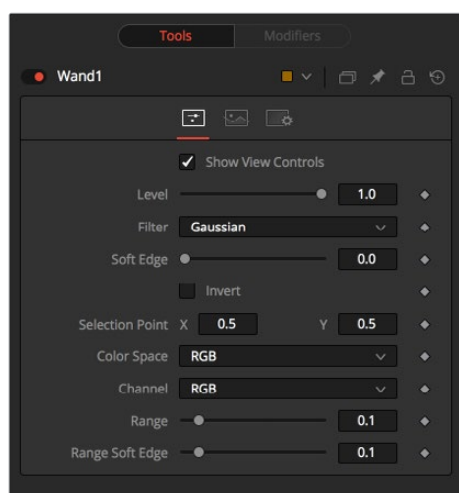 Tools Modifiers
Wand1
Show View Controls
Level 1.0
Filter Gaussian
Soft Edge 0.0
Invert
Selection Point X 0.5 Y 0.5
Color Space RGB
Channel RGB
Range 0.1
Range Soft Edge 0.1